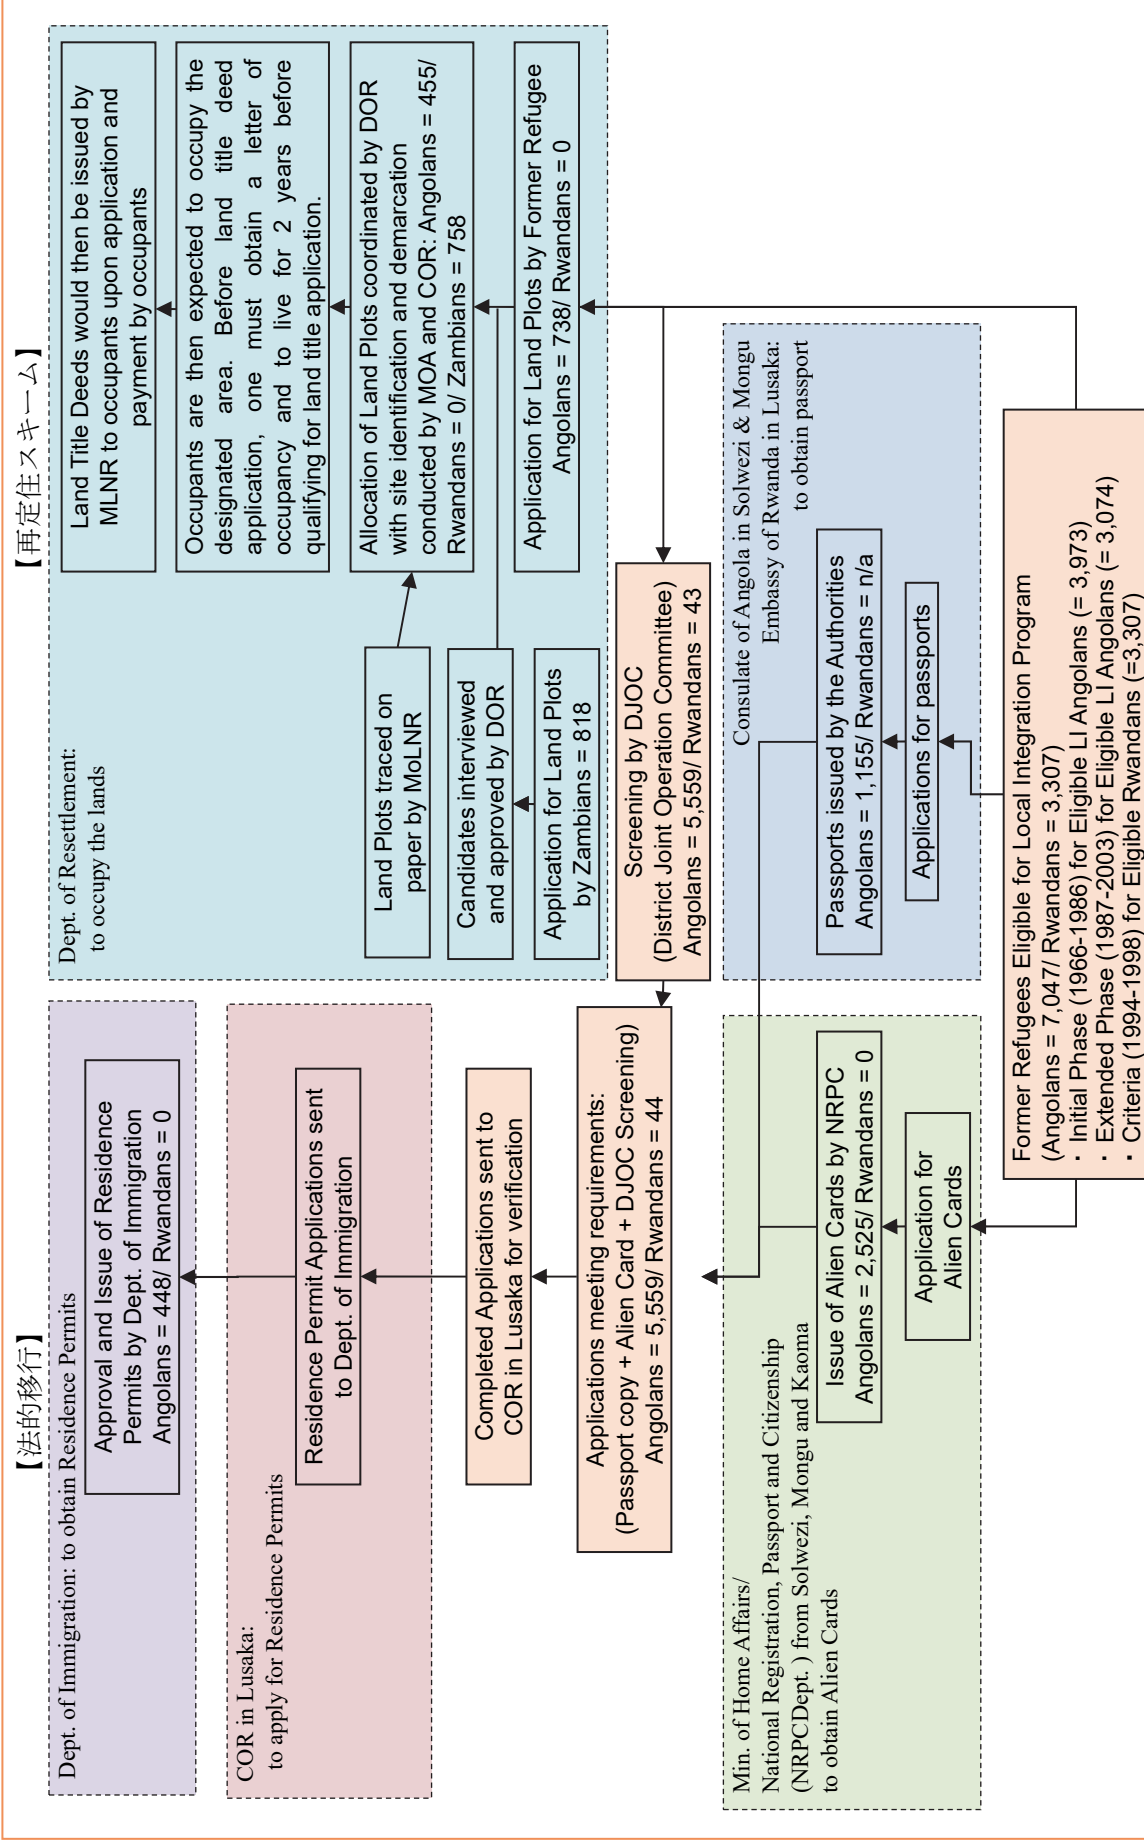 【法的移行】
Dept. of Immigration: to obtain Residence Permits
Approval and Issue of Residence
Permits by Dept. of Immigration
Angolans = 448/ Rwandans = 0
COR in Lusaka:
to apply for Residence Permits
Residence Permit Applications sent
to Dept. of Immigration
Completed Applications sent to
COR in Lusaka for verification
Applications meeting requirements:
(Passport copy + Alien Card + DJOC Screening)
Angolans = 5,559/ Rwandans = 44
Min. of Home Affairs/
National Registration, Passport and Citizenship
(NRPCDept. ) from Solwezi, Mongu and Kaoma
to obtain Alien Cards
Issue of Alien Cards by NRPC
Angolans = 2,525/ Rwandans = 0
Application for
Alien Cards
【再定住スキーム】
Dept. of Resettlement:
to occupy the lands
Land Title Deeds would then be issued by
MLNR to occupants upon application and
payment by occupants
Occupants are then expected to occupy the
designated area. Before land title deed
application, one must obtain a letter of
occupancy and to live for 2 years before
qualifying for land title application.
Land Plots traced on
paper by MoLNR
Allocation of Land Plots coordinated by DOR
with site identification and demarcation
conducted by MOA and COR: Angolans = 455/
Rwandans = 0/ Zambians = 758
Candidates interviewed
and approved by DOR
Application for Land Plots
by Zambians = 818
Application for Land Plots by Former Refugee
Angolans = 738/ Rwandans = 0
Screening by DJOC
(District Joint Operation Committee)
Angolans = 5,559/ Rwandans = 43
Consulate of Angola in Solwezi & Mongu
Embassy of Rwanda in Lusaka:
to obtain passport
Passports issued by the Authorities
Angolans = 1,155/ Rwandans = n/a
Applications for passports
Former Refugees Eligible for Local Integration Program
(Angolans = 7,047/ Rwandans = 3,307)
・Initial Phase (1966-1986) for Eligible LI Angolans (= 3,973)
・Extended Phase (1987-2003) for Eligible LI Angolans (= 3,074)
・Criteria (1994-1998) for Eligible Rwandans (=3,307)